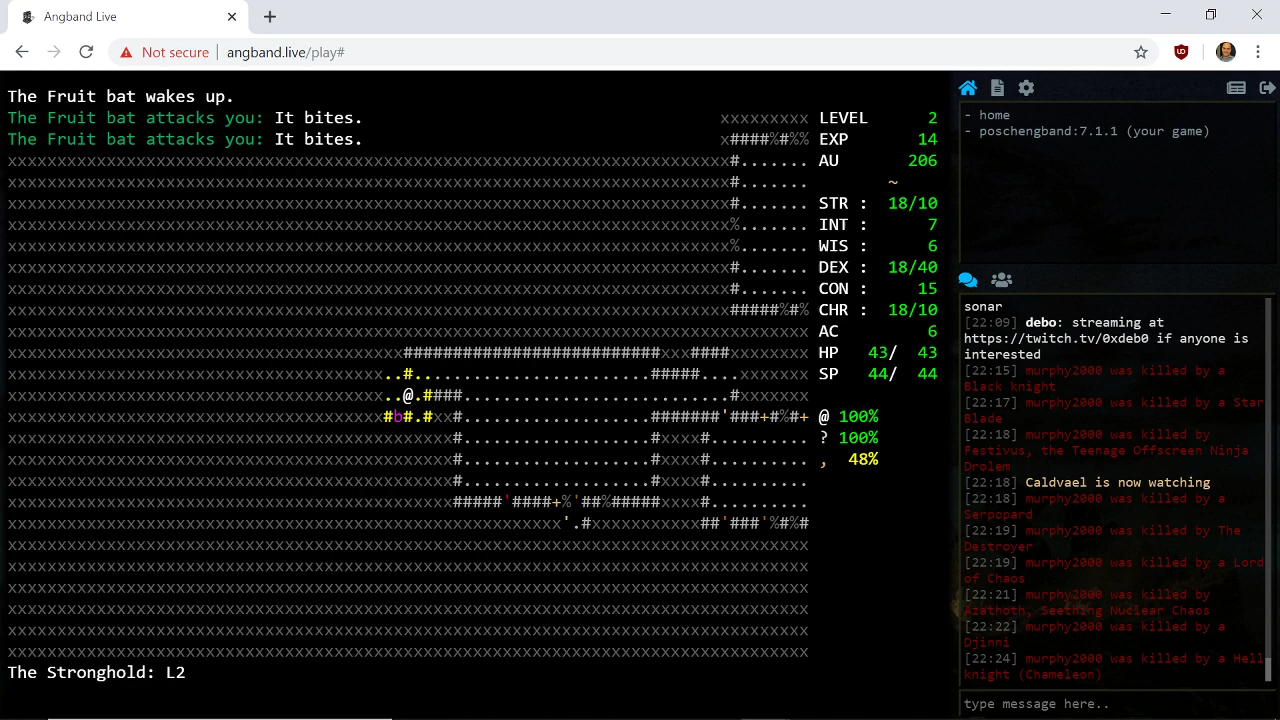 Angband Live
Not secure
angband.live/play#
The Fruit bat wakes up.
The Fruit bat attacks you: It bites.
The Fruit bat attacks you: It bites.
LEVEL 2
EXP 14
AU 206
~
STR : 18/10
INT : 7
WIS : 6
DEX : 18/40
CON : 15
CHR : 18/10
AC 6
HP 43/ 43
SP 44/ 44
@ 100%
? 100%
, 48%
The Stronghold: L2
- home
- poschengband:7.1.1 (your game)
sonar
[22:09] debo: streaming at
https://twitch.tv/0xdeb0 if anyone is
interested
[22:15] murphy2000 was killed by a
Black knight
[22:17] murphy2000 was killed by a Star
Blade
[22:18] murphy2000 was killed by
Festivus, the Teenage Offscreen Ninja
Drolem
[22:18] Caldvael is now watching
[22:18] murphy2000 was killed by a
Serpopard
[22:19] murphy2000 was killed by The
Destroyer
[22:19] murphy2000 was killed by a Lord
of Chaos
[22:21] murphy2000 was killed by
Azathoth, Seething Nuclear Chaos
[22:22] murphy2000 was killed by a
Djinni
[22:24] murphy2000 was killed by a Hell
knight (Chameleon)
type message here..